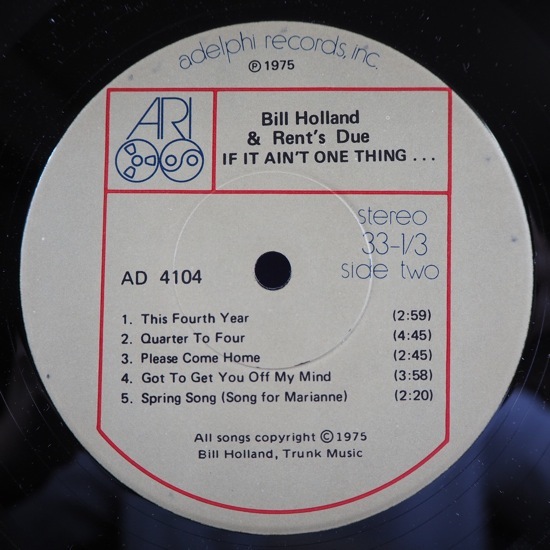 adelphi records, inc.
℗ 1975
ARI
Bill Holland
& Rent's Due
IF IT AIN'T ONE THING . . .
stereo
33-1/3
side two
AD 4104
1. This Fourth Year (2:59)
2. Quarter To Four (4:45)
3. Please Come Home (2:45)
4. Got To Get You Off My Mind (3:58)
5. Spring Song (Song for Marianne) (2:20)
All songs copyright © 1975
Bill Holland, Trunk Music